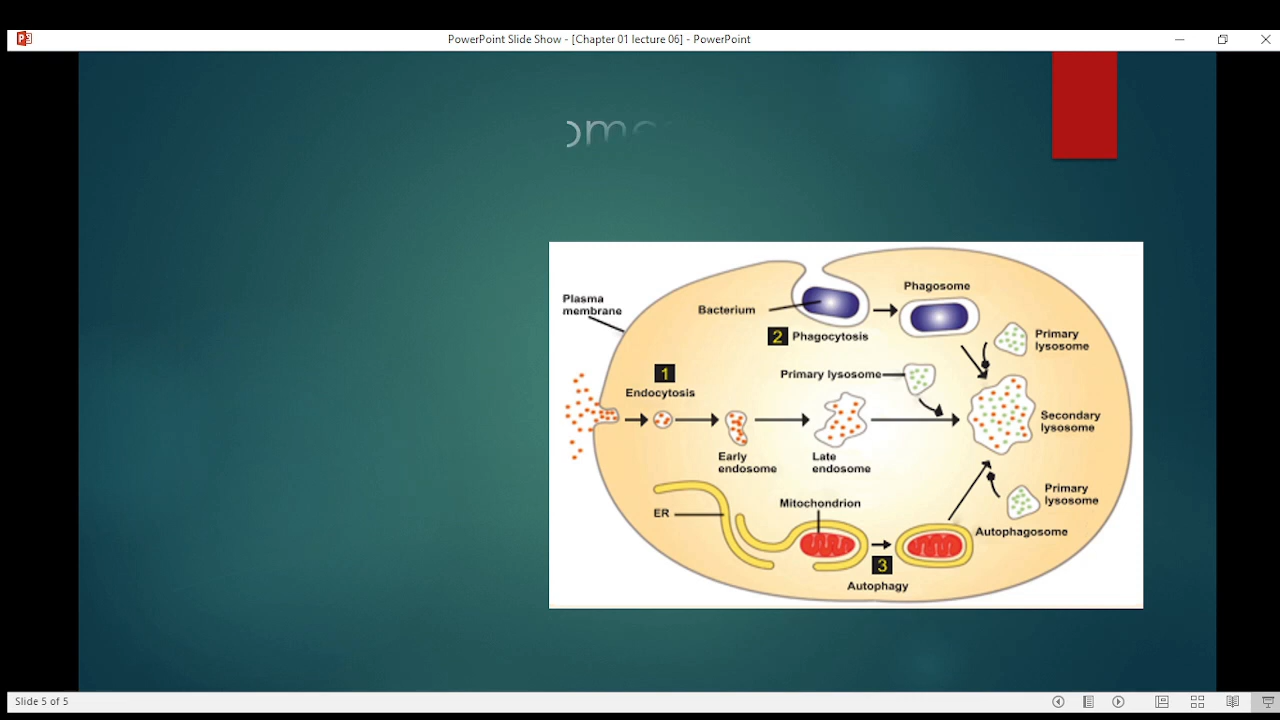 PowerPoint Slide Show - [Chapter 01 lecture 06] - PowerPoint
Plasma
membrane
Bacterium
Phagosome
2 Phagocytosis
Primary
lysosome
Primary lysosome
1
Endocytosis
Secondary
lysosome
Early
endosome
Late
endosome
Primary
lysosome
Mitochondrion
ER
Autophagosome
3
Autophagy
Slide 5 of 5